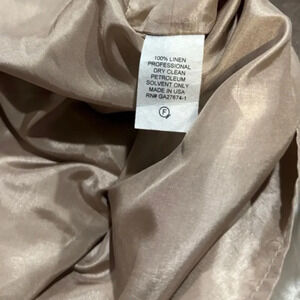 100% LINEN
PROFESSIONAL
DRY CLEAN
PETROLEUM
SOLVENT ONLY
MADE IN USA
RN# GA27674-1
F